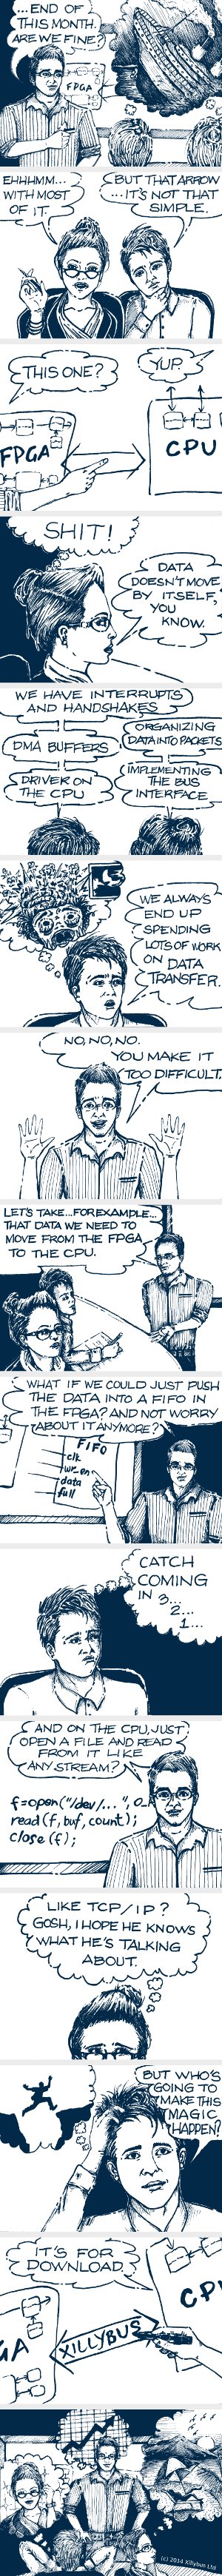 ...END OF
THIS MONTH.
ARE WE FINE?
FPGA
EHHHMM...
WITH MOST
OF IT.
BUT THAT ARROW
...IT'S NOT THAT
SIMPLE.
THIS ONE?
YUP.
FPGA
CPU
SHIT!
DATA
DOESN'T MOVE
BY ITSELF,
YOU
KNOW.
WE HAVE INTERRUPTS
AND HANDSHAKES
DMA BUFFERS
DRIVER ON
THE CPU
ORGANIZING
DATA INTO PACKETS
IMPLEMENTING
THE BUS
INTERFACE
WE ALWAYS
END UP
SPENDING
LOTS OF WORK
ON DATA
TRANSFER.
NO, NO, NO.
YOU MAKE IT
TOO DIFFICULT.
LET'S TAKE...FOR EXAMPLE...
THAT DATA WE NEED TO
MOVE FROM THE FPGA
TO THE CPU.
WHAT IF WE COULD JUST PUSH
THE DATA INTO A FIFO IN
THE FPGA? AND NOT WORRY
ABOUT IT ANYMORE?
FIFO
clk
wr-en
data
full
CATCH
COMING
IN 3...
2...
1...
AND ON THE CPU, JUST
OPEN A FILE AND READ
FROM IT LIKE
ANY STREAM?
f=open("/dev/...", O_
read(f, buf, count);
close(f);
LIKE TCP/IP?
GOSH, I HOPE HE KNOWS
WHAT HE'S TALKING
ABOUT.
BUT WHO'S
GOING TO
MAKE THIS
MAGIC
HAPPEN?
IT'S FOR
DOWNLOAD.
GA
XILLYBUS
CP
(c) 2014 Xillybus Ltd.